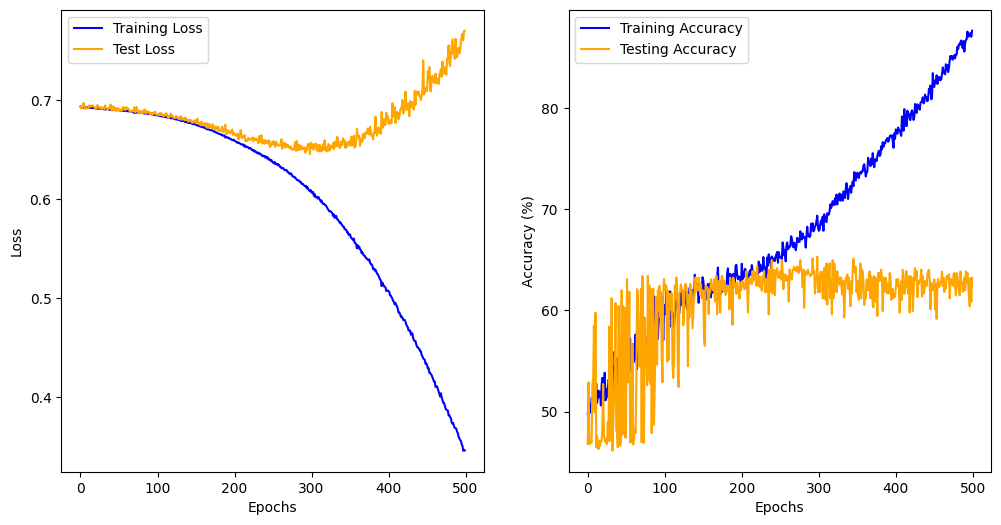 Training Loss
Test Loss
0.7
0.6
0.5
0.4
Loss
0 100 200 300 400 500
Epochs
Training Accuracy
Testing Accuracy
80
70
60
50
Accuracy (%)
0 100 200 300 400 500
Epochs